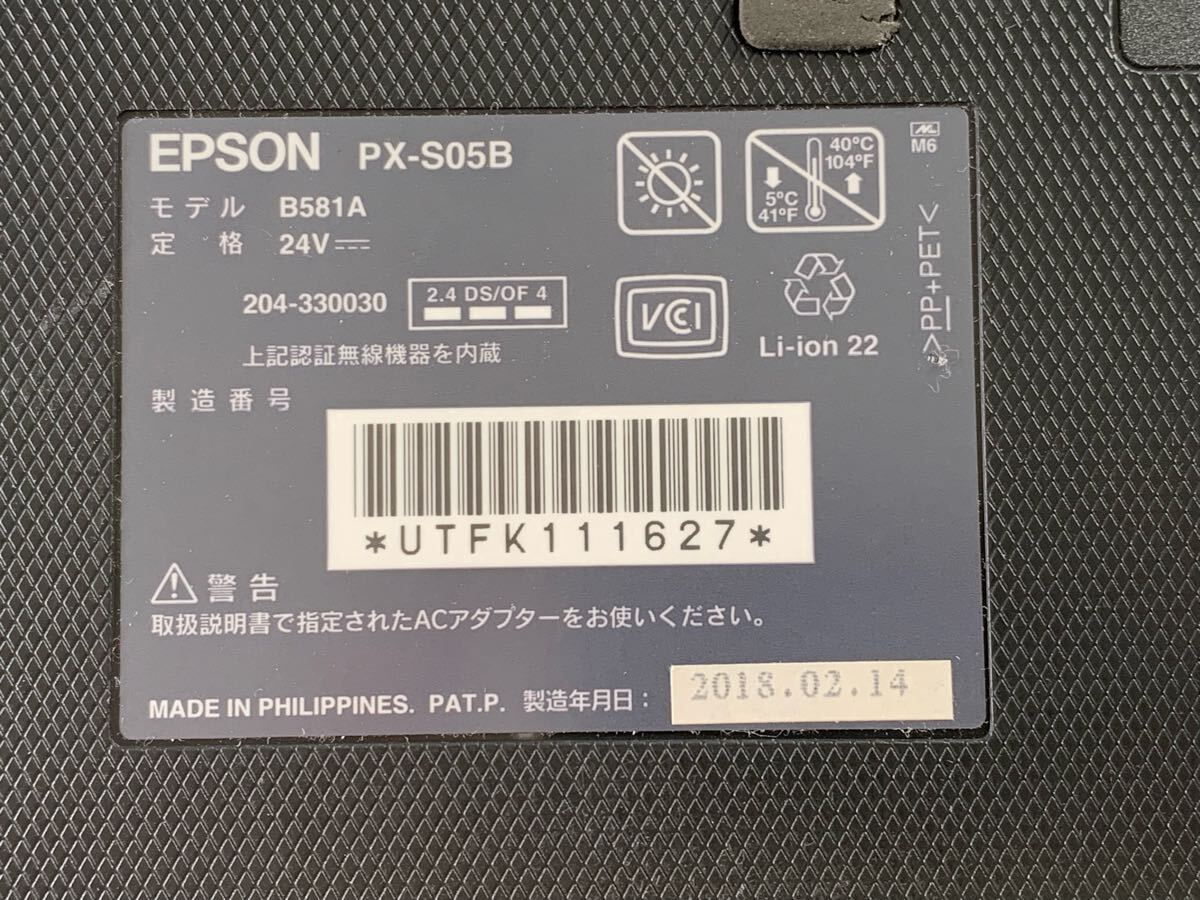 EPSON PX-S05B
モデル B581A
定 格 24V
204-330030
2.4 DS/OF 4
上記認証無線機器を内蔵
40°C
104°F
5°C
41°F
M6
VCCI
Li-ion 22
>PP+PET<
製造番号
*UTFK111627*
警告
取扱説明書で指定されたACアダプターをお使いください。
MADE IN PHILIPPINES. PAT.P. 製造年月日: 2018.02.14